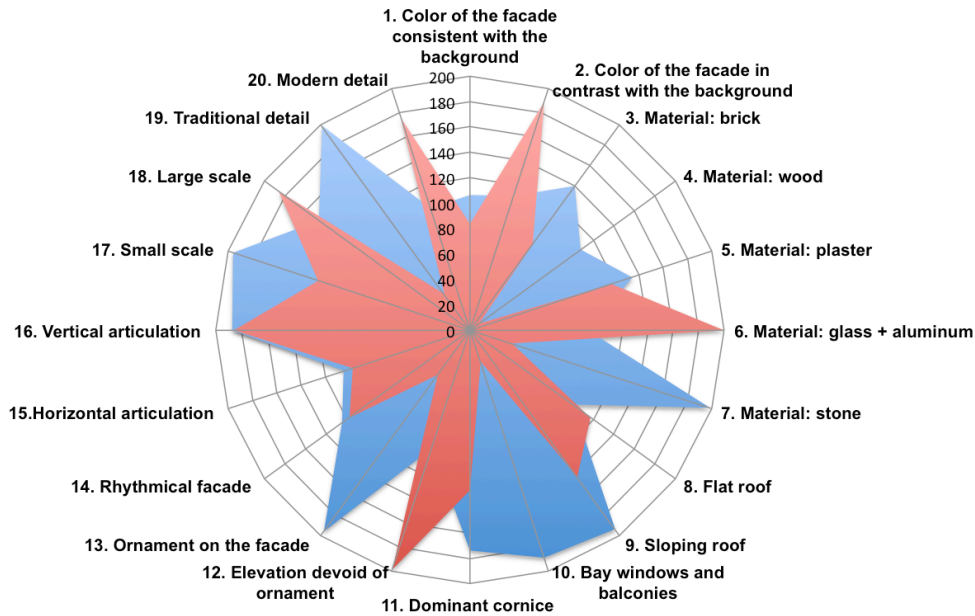 1. Color of the facade
consistent with the
background
2. Color of the facade in
contrast with the background
3. Material: brick
4. Material: wood
5. Material: plaster
6. Material: glass + aluminum
7. Material: stone
8. Flat roof
9. Sloping roof
10. Bay windows and
balconies
11. Dominant cornice
12. Elevation devoid of
ornament
13. Ornament on the facade
14. Rhythmical facade
15.Horizontal articulation
16. Vertical articulation
17. Small scale
18. Large scale
19. Traditional detail
20. Modern detail
200
180
160
140
120
100
80
60
40
20
0